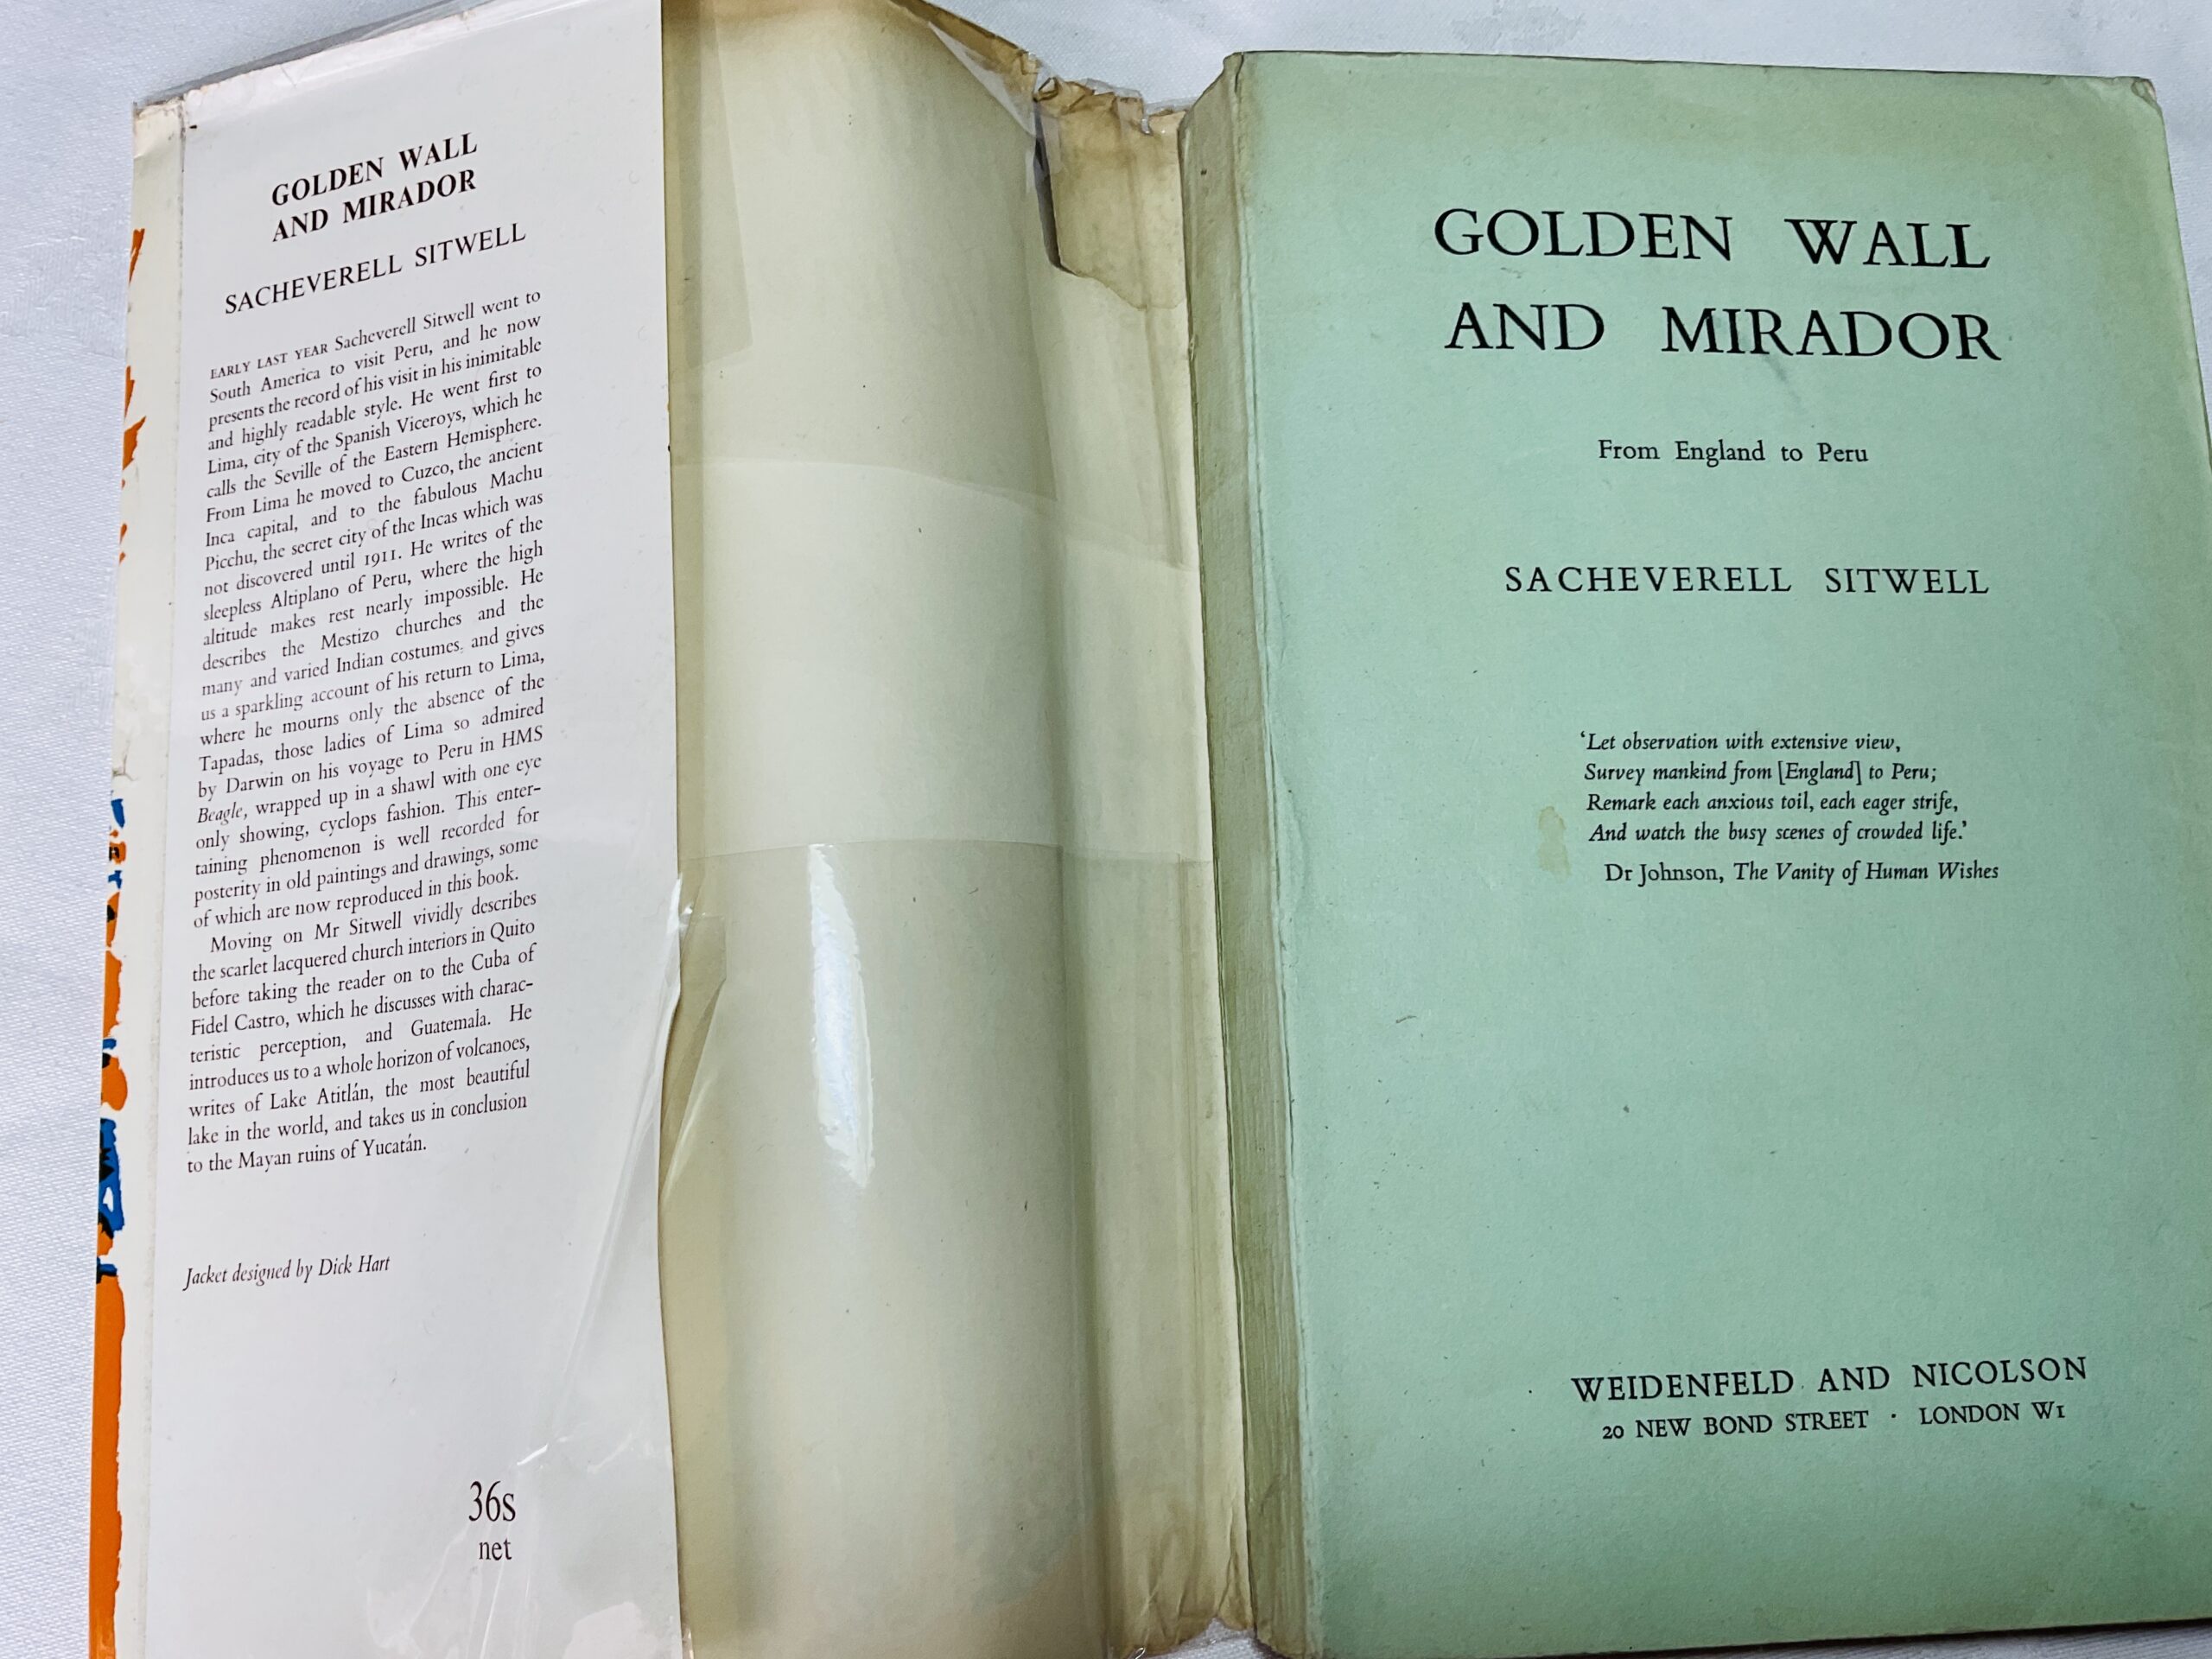 GOLDEN WALL
AND MIRADOR
SACHEVERELL SITWELL
EARLY LAST YEAR Sacheverell Sitwell went to
South America to visit Peru, and he now
presents the record of his visit in his inimitable
and highly readable style. He went first to
Lima, city of the Spanish Viceroys, which he
calls the Seville of the Eastern Hemisphere.
From Lima he moved to Cuzco, the ancient
Inca capital, and to the fabulous Machu
Picchu, the secret city of the Incas which was
not discovered until 1911. He writes of the
sleepless Altiplano of Peru, where the high
altitude makes rest nearly impossible. He
describes the Mestizo churches and the
many and varied Indian costumes, and gives
us a sparkling account of his return to Lima,
where he mourns only the absence of the
Tapadas, those ladies of Lima so admired
by Darwin on his voyage to Peru in HMS
Beagle, wrapped up in a shawl with one eye
only showing, cyclops fashion. This enter-
taining phenomenon is well recorded for
posterity in old paintings and drawings, some
of which are now reproduced in this book.
Moving on Mr Sitwell vividly describes
the scarlet lacquered church interiors in Quito
before taking the reader on to the Cuba of
Fidel Castro, which he discusses with charac-
teristic perception, and Guatemala. He
introduces us to a whole horizon of volcanoes,
writes of Lake Atitlán, the most beautiful
lake in the world, and takes us in conclusion
to the Mayan ruins of Yucatán.
Jacket designed by Dick Hart
36s
net
GOLDEN WALL
AND MIRADOR
From England to Peru
SACHEVERELL SITWELL
‘Let observation with extensive view,
Survey mankind from [England] to Peru;
Remark each anxious toil, each eager strife,
And watch the busy scenes of crowded life.’
Dr Johnson, The Vanity of Human Wishes
WEIDENFELD AND NICOLSON
20 NEW BOND STREET · LONDON W1